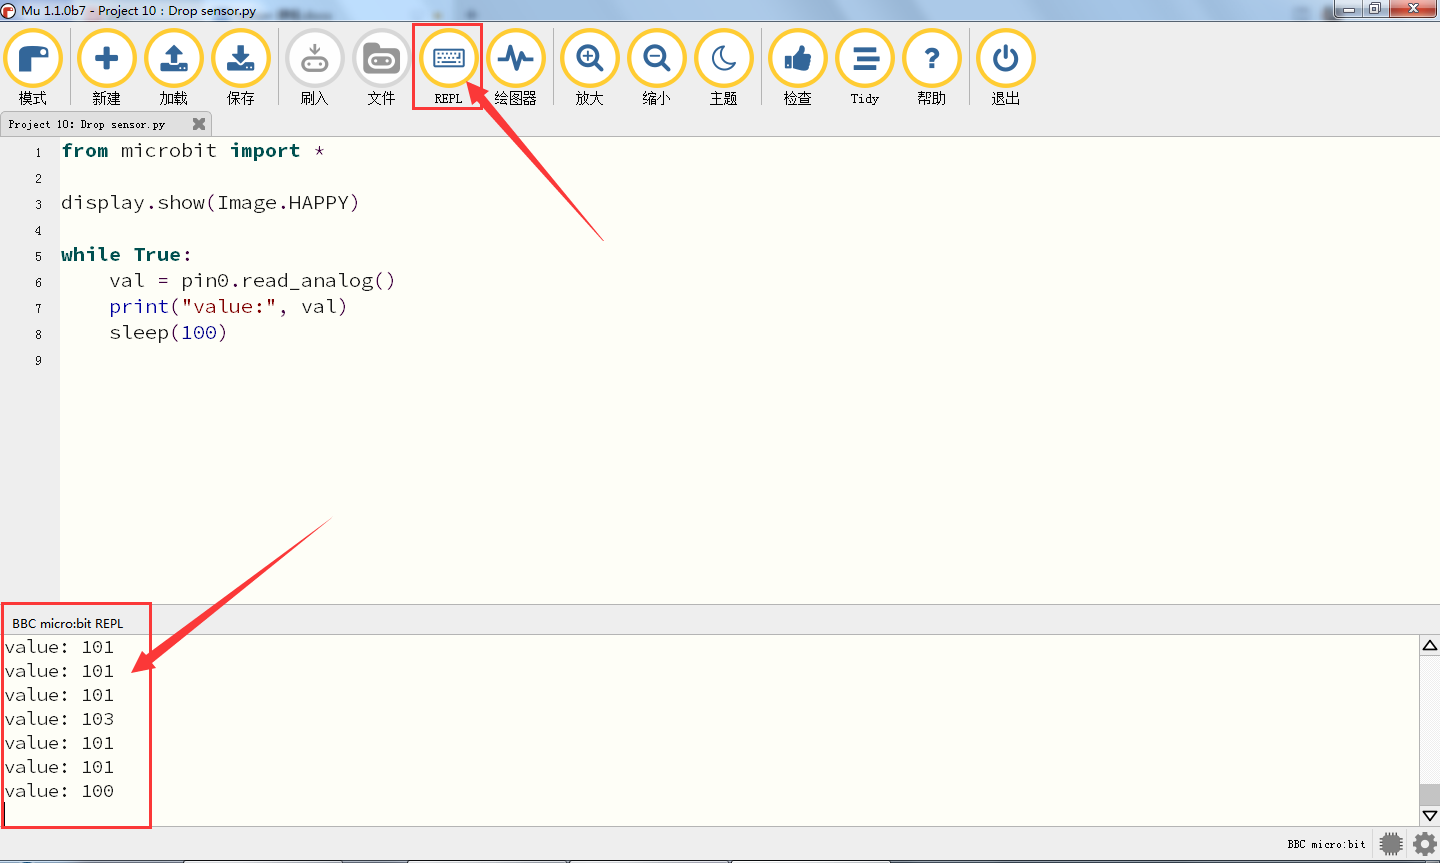 Mu 1.1.0b7 - Project 10 : Drop sensor.py
模式 新建 加载 保存 刷入 文件 REPL 绘图器 放大 缩小 主题 检查 Tidy 帮助 退出
Project 10: Drop sensor.py
1 from microbit import *
2
3 display.show(Image.HAPPY)
4
5 while True:
6     val = pin0.read_analog()
7     print("value:", val)
8     sleep(100)
9
BBC micro:bit REPL
value: 101
value: 101
value: 101
value: 103
value: 101
value: 101
value: 100
BBC micro:bit